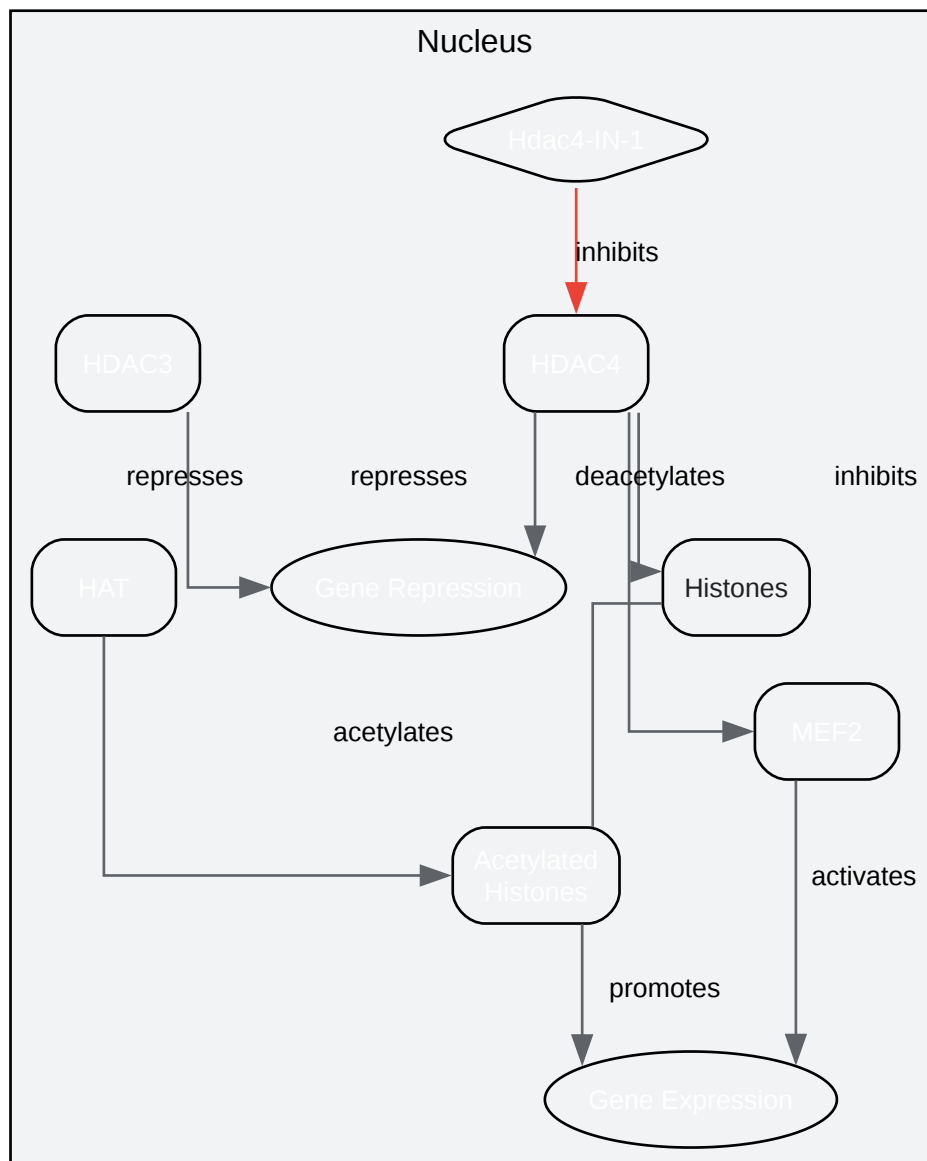 Nucleus
Hdac4-IN-1
inhibits
HDAC3
HDAC4
represses
represses
deacetylates
inhibits
HAT
Gene Repression
Histones
acetylates
MEF2
Acetylated
Histones
activates
promotes
Gene Expression